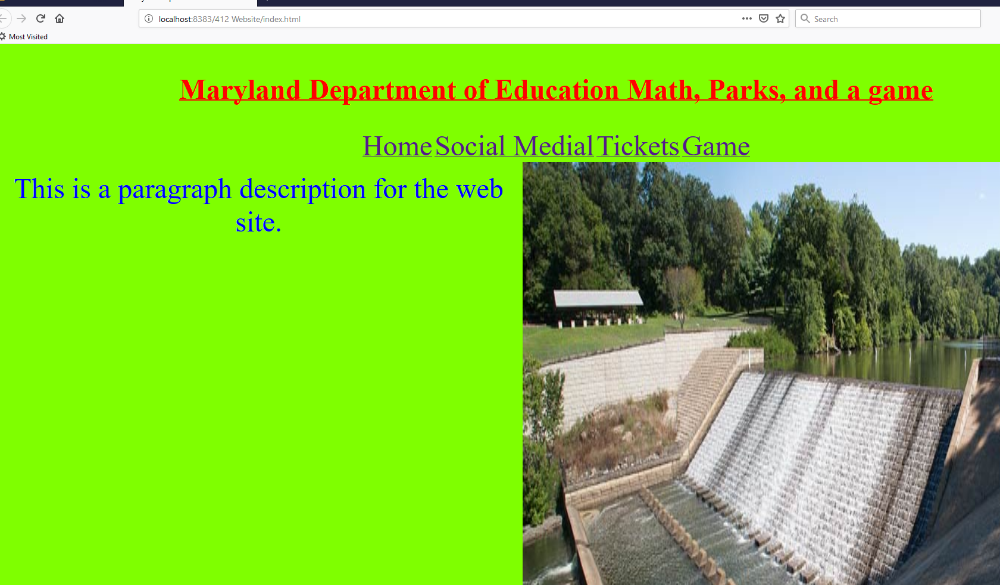 localhost:8383/412 Website/index.html
Search
Most Visited
Maryland Department of Education Math, Parks, and a game
Home Social Medial Tickets Game
This is a paragraph description for the web
site.